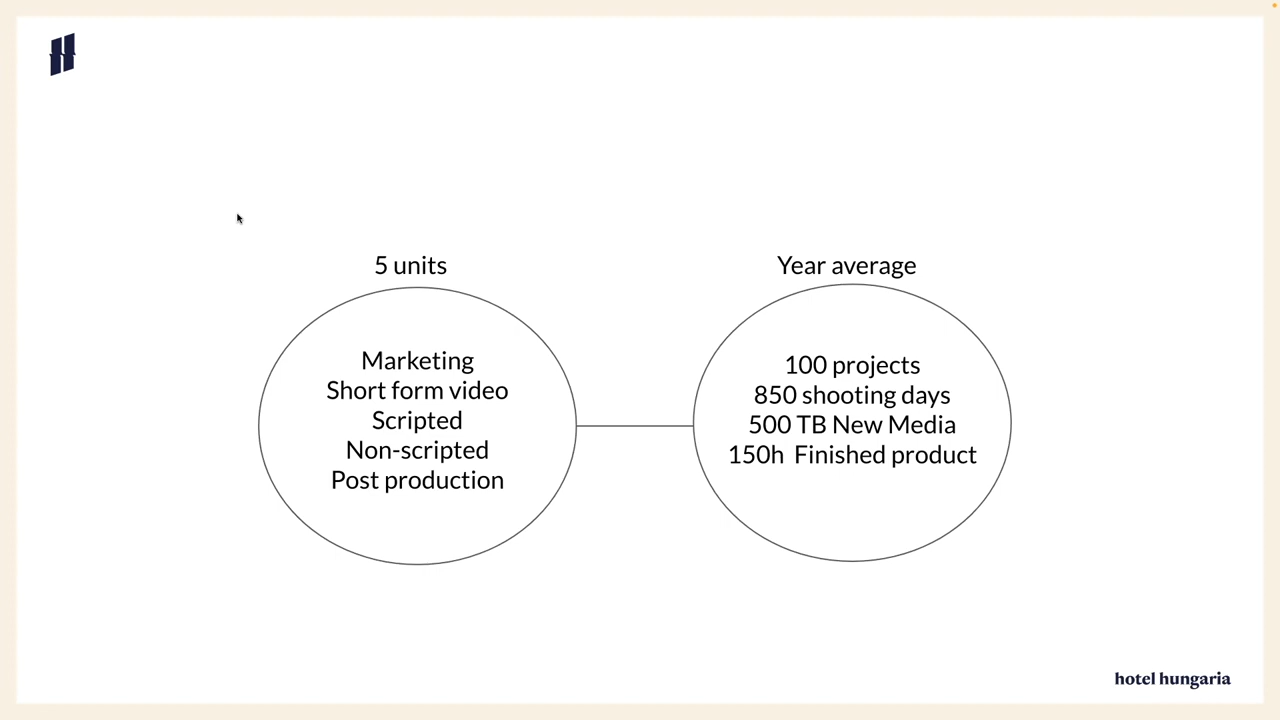 5 units
Marketing
Short form video
Scripted
Non-scripted
Post production
Year average
100 projects
850 shooting days
500 TB New Media
150h  Finished product
hotel hungaria